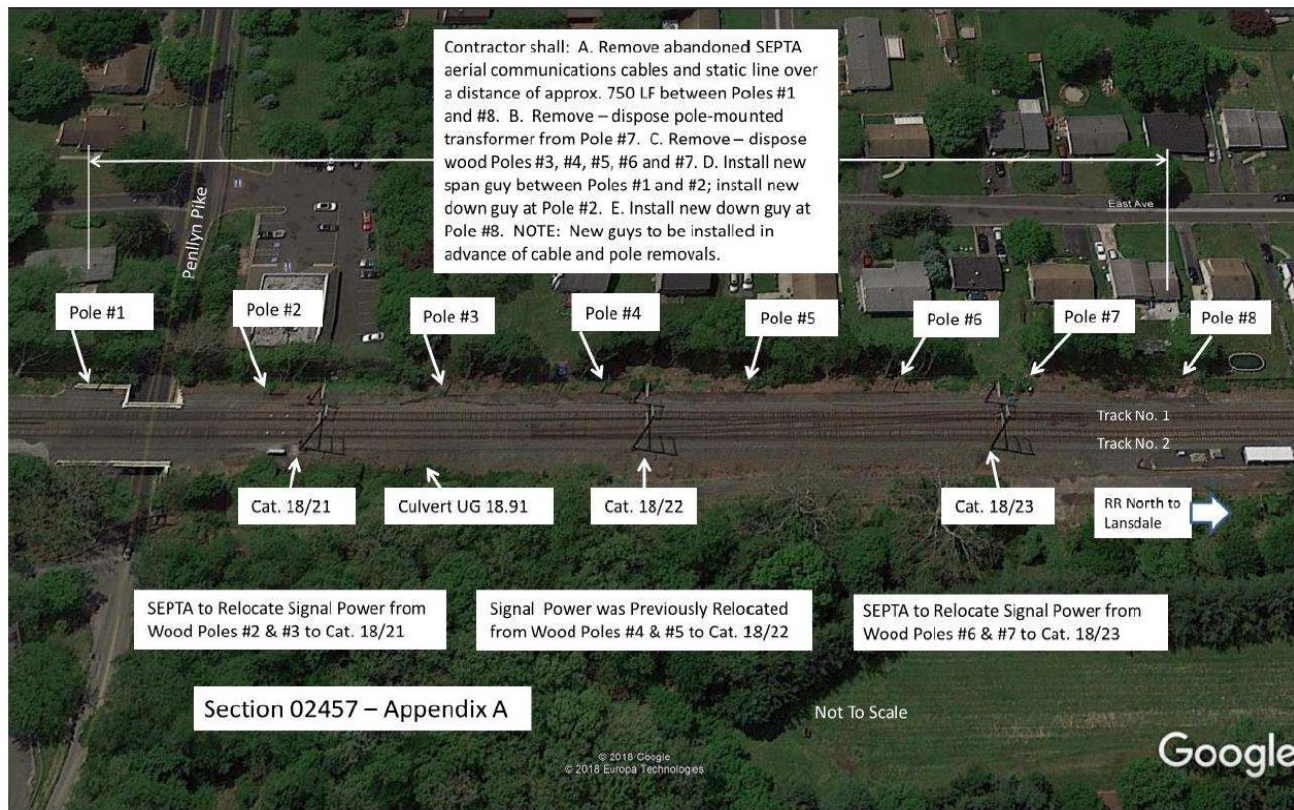 Contractor shall: A. Remove abandoned SEPTA
aerial communications cables and static line over
a distance of approx. 750 LF between Poles #1
and #8. B. Remove – dispose pole-mounted
transformer from Pole #7. C. Remove – dispose
wood Poles #3, #4, #5, #6 and #7. D. Install new
span guy between Poles #1 and #2; install new
down guy at Pole #2. E. Install new down guy at
Pole #8. NOTE: New guys to be installed in
advance of cable and pole removals.
Penllyn Pike
East Ave
Pole #1
Pole #2
Pole #3
Pole #4
Pole #5
Pole #6
Pole #7
Pole #8
Track No. 1
Track No. 2
Cat. 18/21
Culvert UG 18.91
Cat. 18/22
Cat. 18/23
RR North to
Lansdale
SEPTA to Relocate Signal Power from
Wood Poles #2 & #3 to Cat. 18/21
Signal Power was Previously Relocated
from Wood Poles #4 & #5 to Cat. 18/22
SEPTA to Relocate Signal Power from
Wood Poles #6 & #7 to Cat. 18/23
Section 02457 – Appendix A
Not To Scale
© 2018 Google
© 2018 Europa Technologies
Google